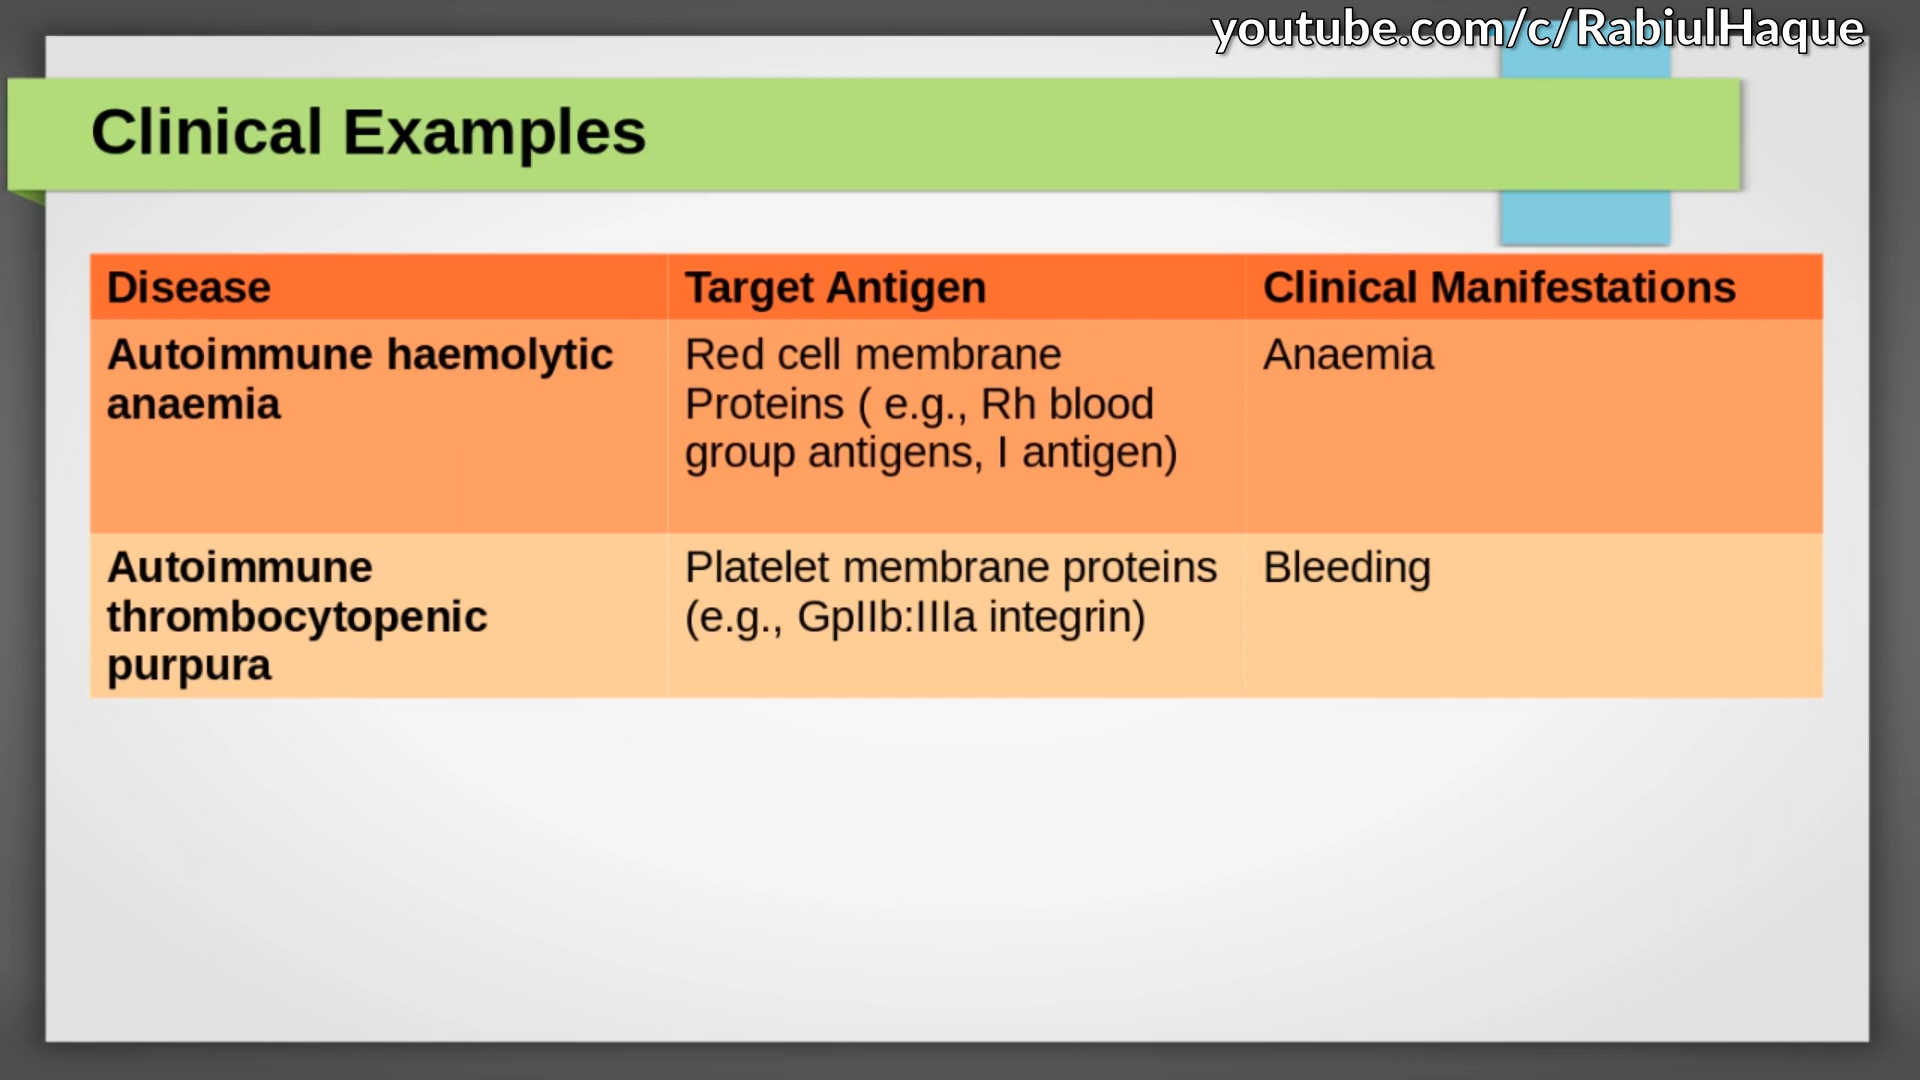 youtube.com/c/RabiulHaque
Clinical Examples
Disease
Target Antigen
Clinical Manifestations
Autoimmune haemolytic
anaemia
Red cell membrane
Proteins ( e.g., Rh blood
group antigens, I antigen)
Anaemia
Autoimmune
thrombocytopenic
purpura
Platelet membrane proteins
(e.g., GpIIb:IIIa integrin)
Bleeding